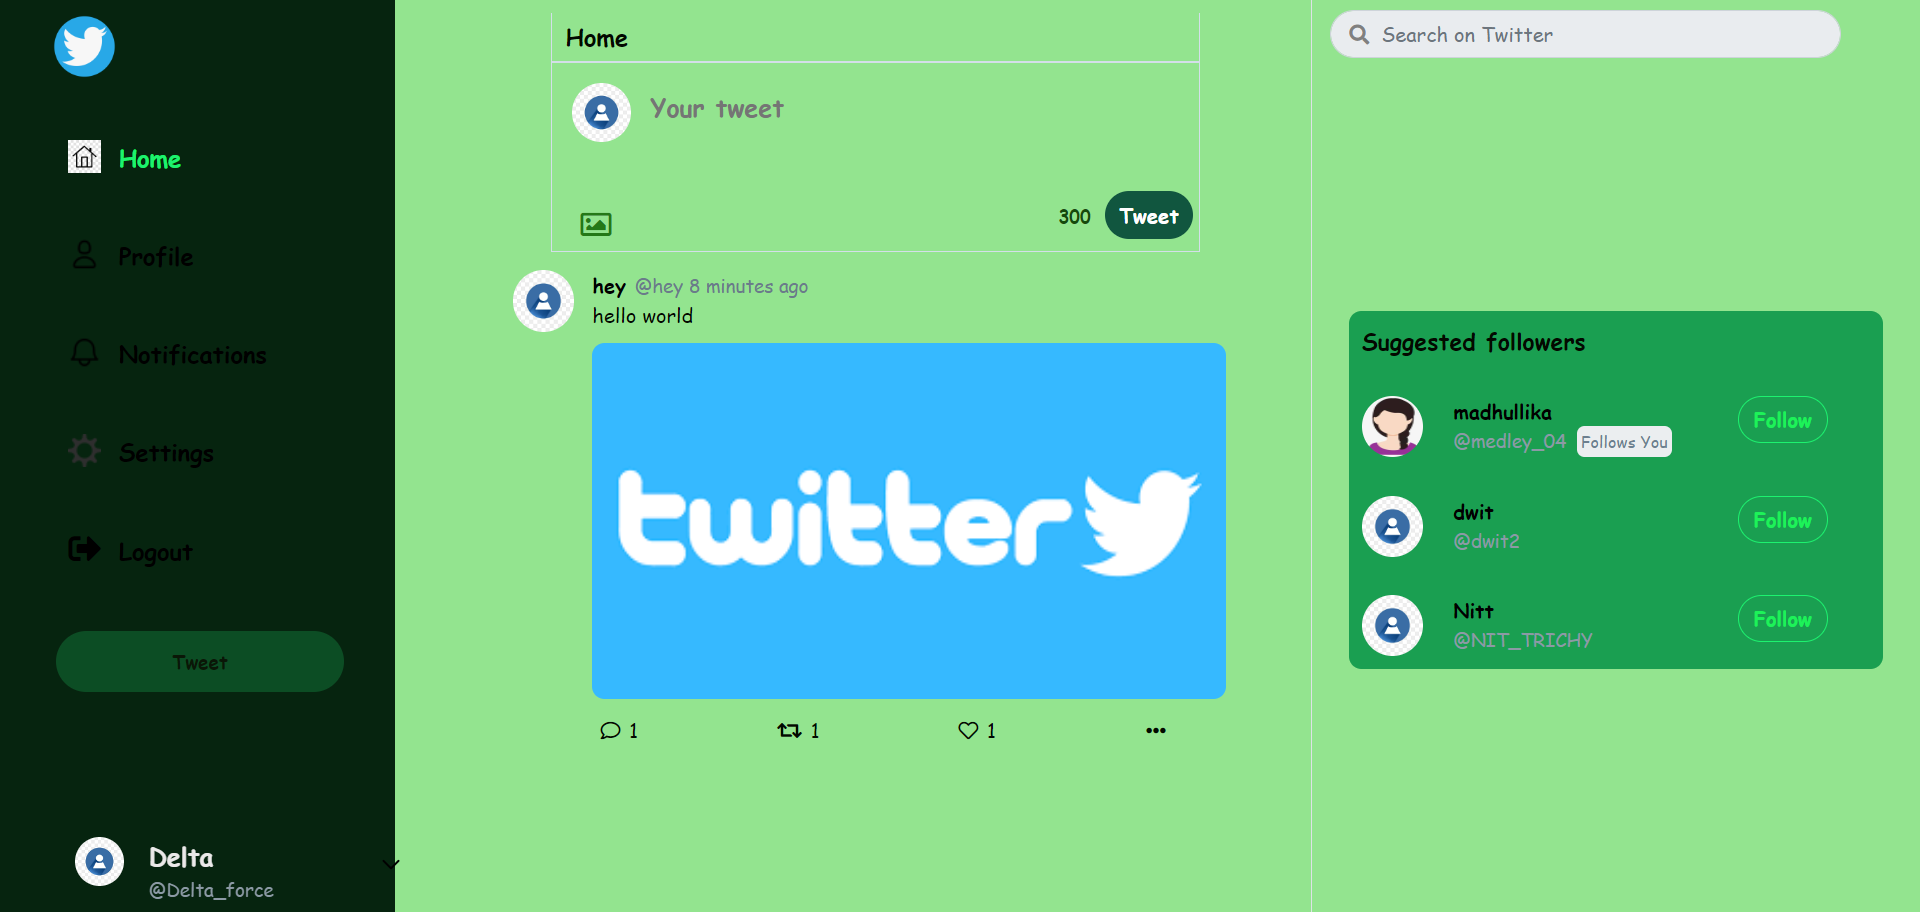 Home
Profile
Notifications
Settings
Logout
Tweet
Delta
@Delta_force
Home
Your tweet
300 Tweet
hey @hey 8 minutes ago
hello world
twitter
1 1 1
Search on Twitter
Suggested followers
madhullika
@medley_04 Follows You
Follow
dwit
@dwit2
Follow
Nitt
@NIT_TRICHY
Follow